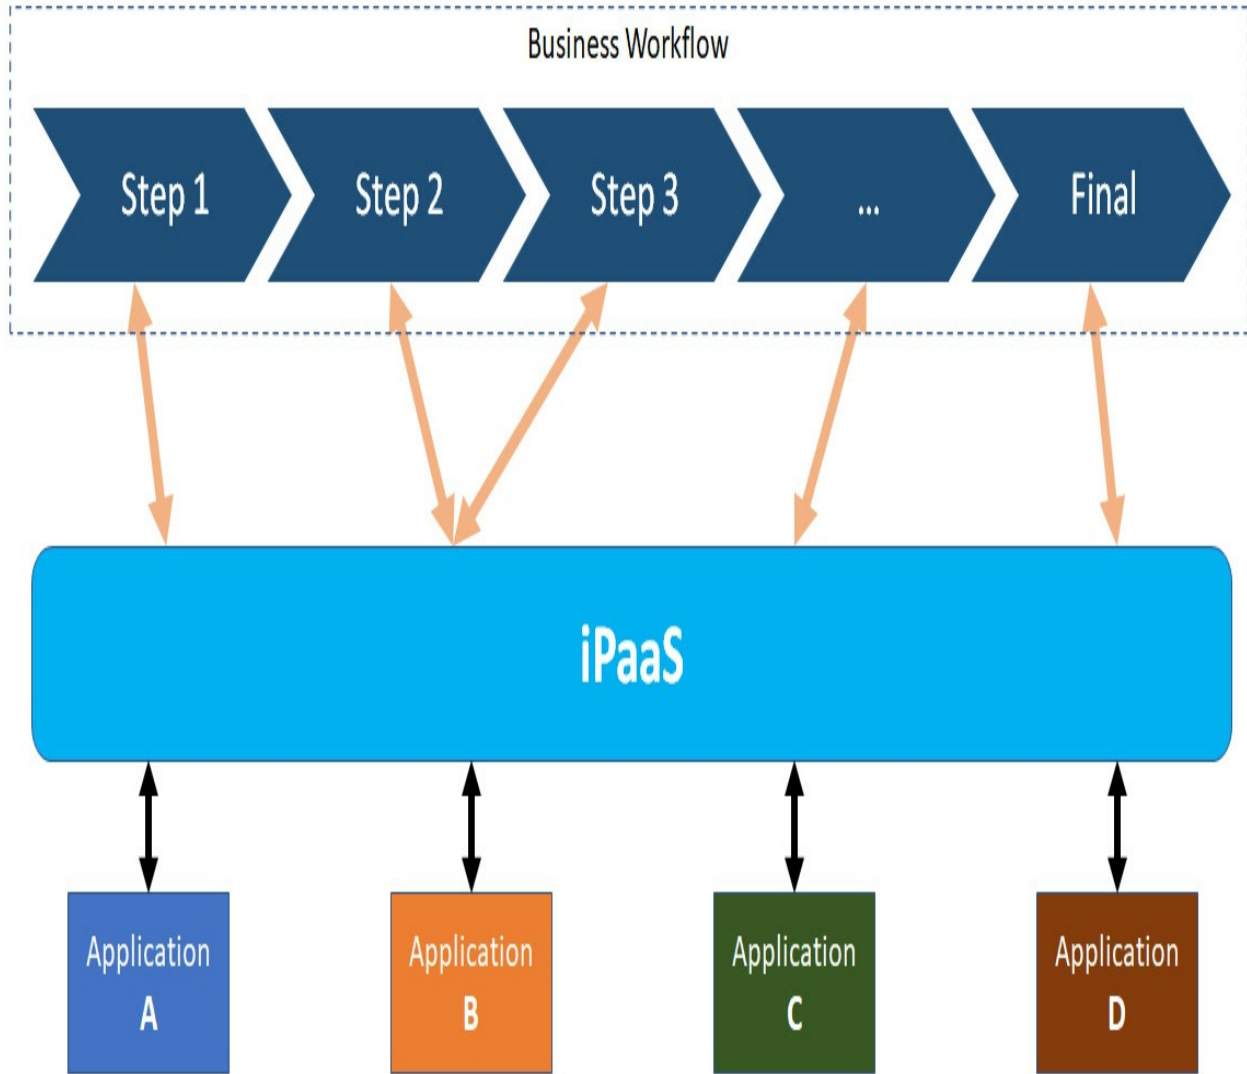 Business Workflow
Step 1
Step 2
Step 3
...
Final
iPaaS
Application
A
Application
B
Application
C
Application
D